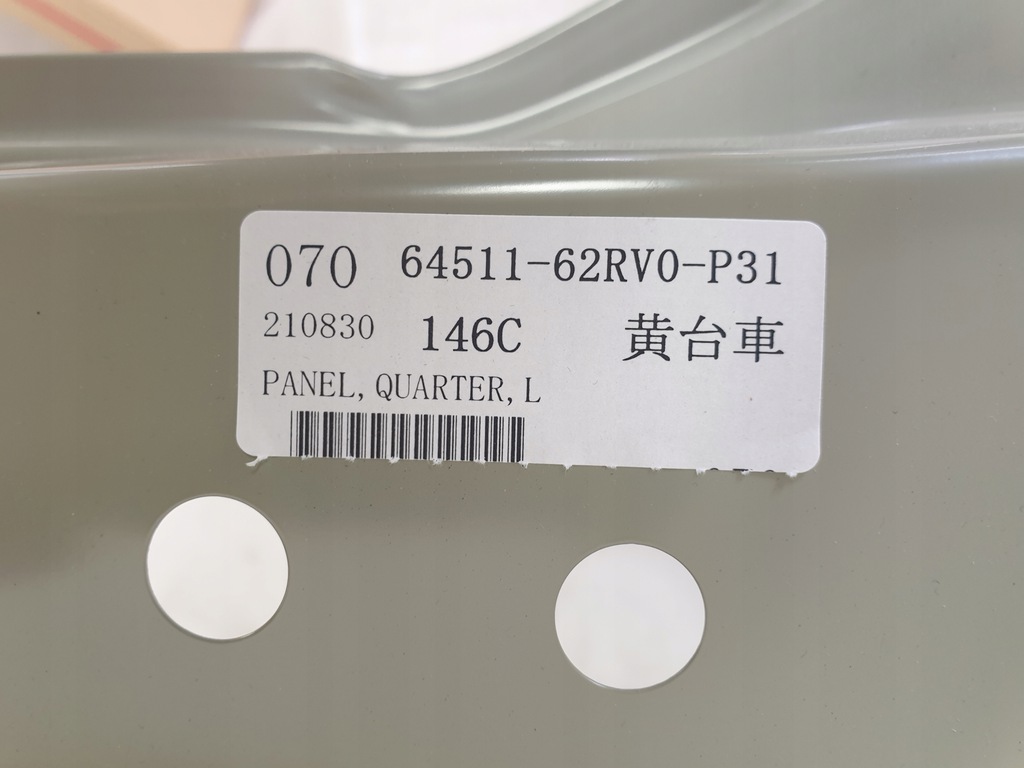 070 64511-62RV0-P31
210830 146C 黄台車
PANEL, QUARTER, L